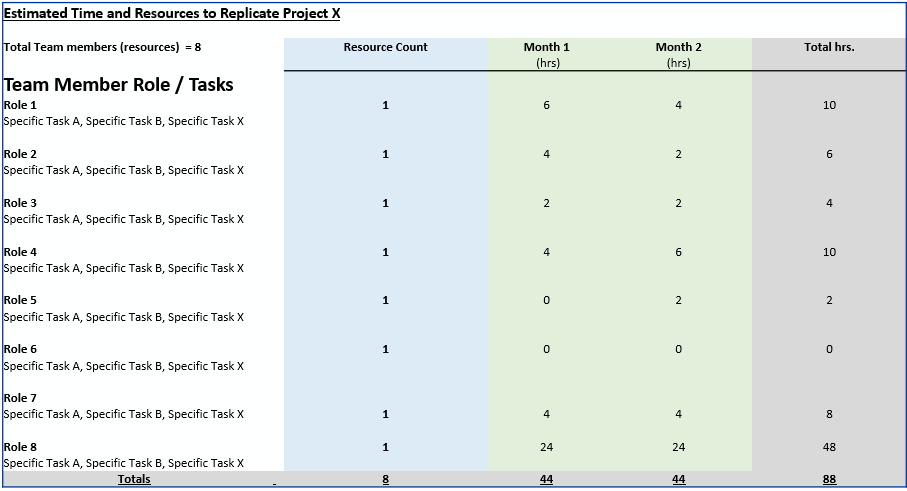 Estimated Time and Resources to Replicate Project X
Total Team members (resources) = 8 Resource Count Month 1 Month 2 Total hrs.
(hrs) (hrs)
Team Member Role / Tasks
Role 1 1 6 4 10
Specific Task A, Specific Task B, Specific Task X
Role 2 1 4 2 6
Specific Task A, Specific Task B, Specific Task X
Role 3 1 2 2 4
Specific Task A, Specific Task B, Specific Task X
Role 4 1 4 6 10
Specific Task A, Specific Task B, Specific Task X
Role 5 1 0 2 2
Specific Task A, Specific Task B, Specific Task X
Role 6 1 0 0 0
Specific Task A, Specific Task B, Specific Task X
Role 7
Specific Task A, Specific Task B, Specific Task X 1 4 4 8
Role 8 1 24 24 48
Specific Task A, Specific Task B, Specific Task X
Totals 8 44 44 88